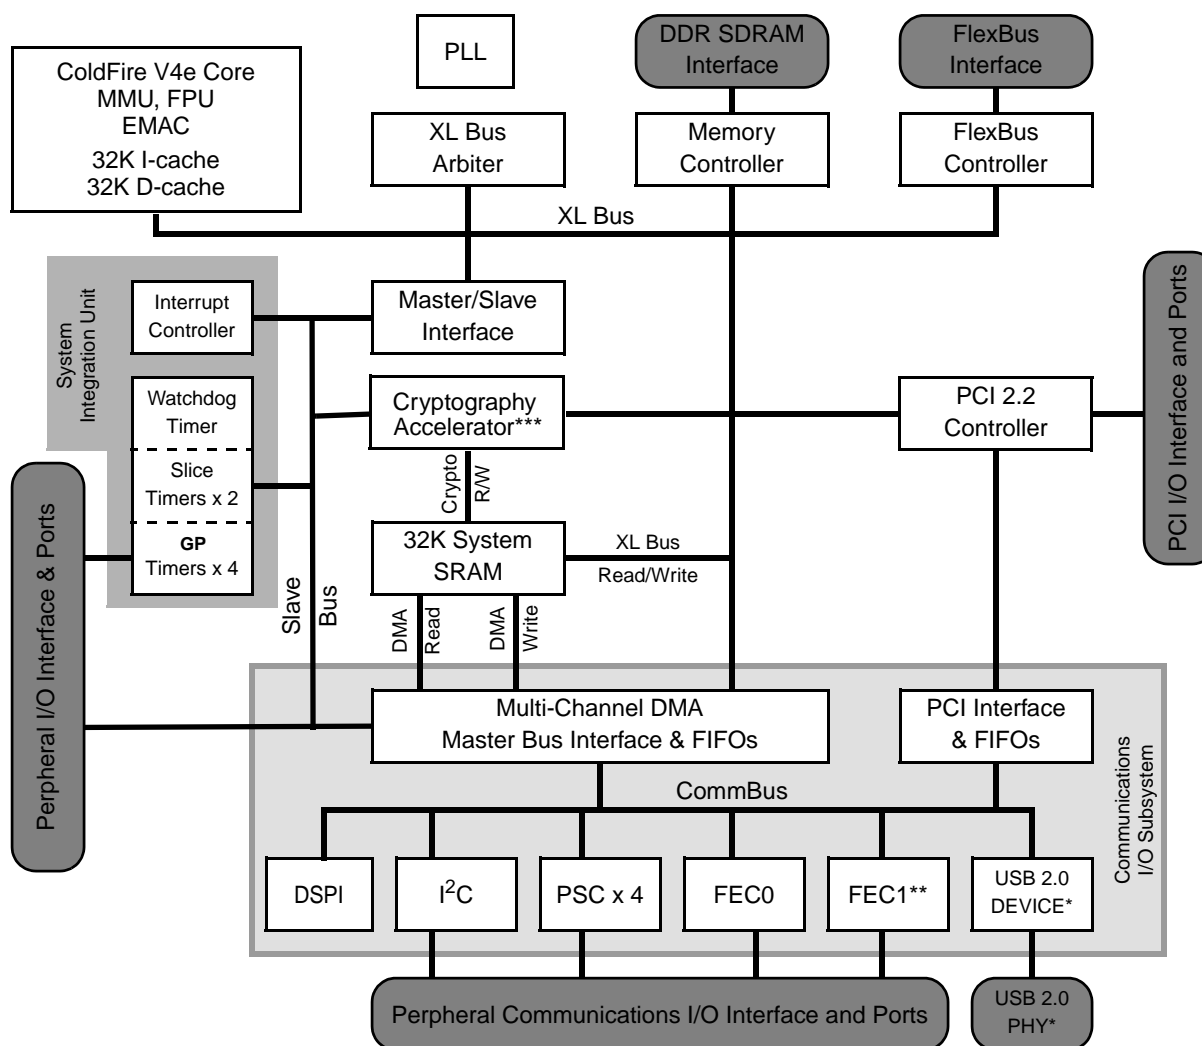 PLL
DDR SDRAM
Interface
FlexBus
Interface
ColdFire V4e Core
MMU, FPU
EMAC
32K I-cache
32K D-cache
XL Bus
Arbiter
Memory
Controller
FlexBus
Controller
XL Bus
System
Integration Unit
Interrupt
Controller
Master/Slave
Interface
PCI I/O Interface and Ports
Watchdog
Timer
Slice
Timers x 2
GP
Timers x 4
Cryptography
Accelerator***
PCI 2.2
Controller
Crypto
R/W
32K System
SRAM
XL Bus
Read/Write
Slave
Bus
DMA
Read
DMA
Write
Perpheral I/O Interface & Ports
Multi-Channel DMA
Master Bus Interface & FIFOs
PCI Interface
& FIFOs
CommBus
Communications
I/O Subsystem
DSPI
I²C
PSC x 4
FEC0
FEC1**
USB 2.0
DEVICE*
Perpheral Communications I/O Interface and Ports
USB 2.0
PHY*